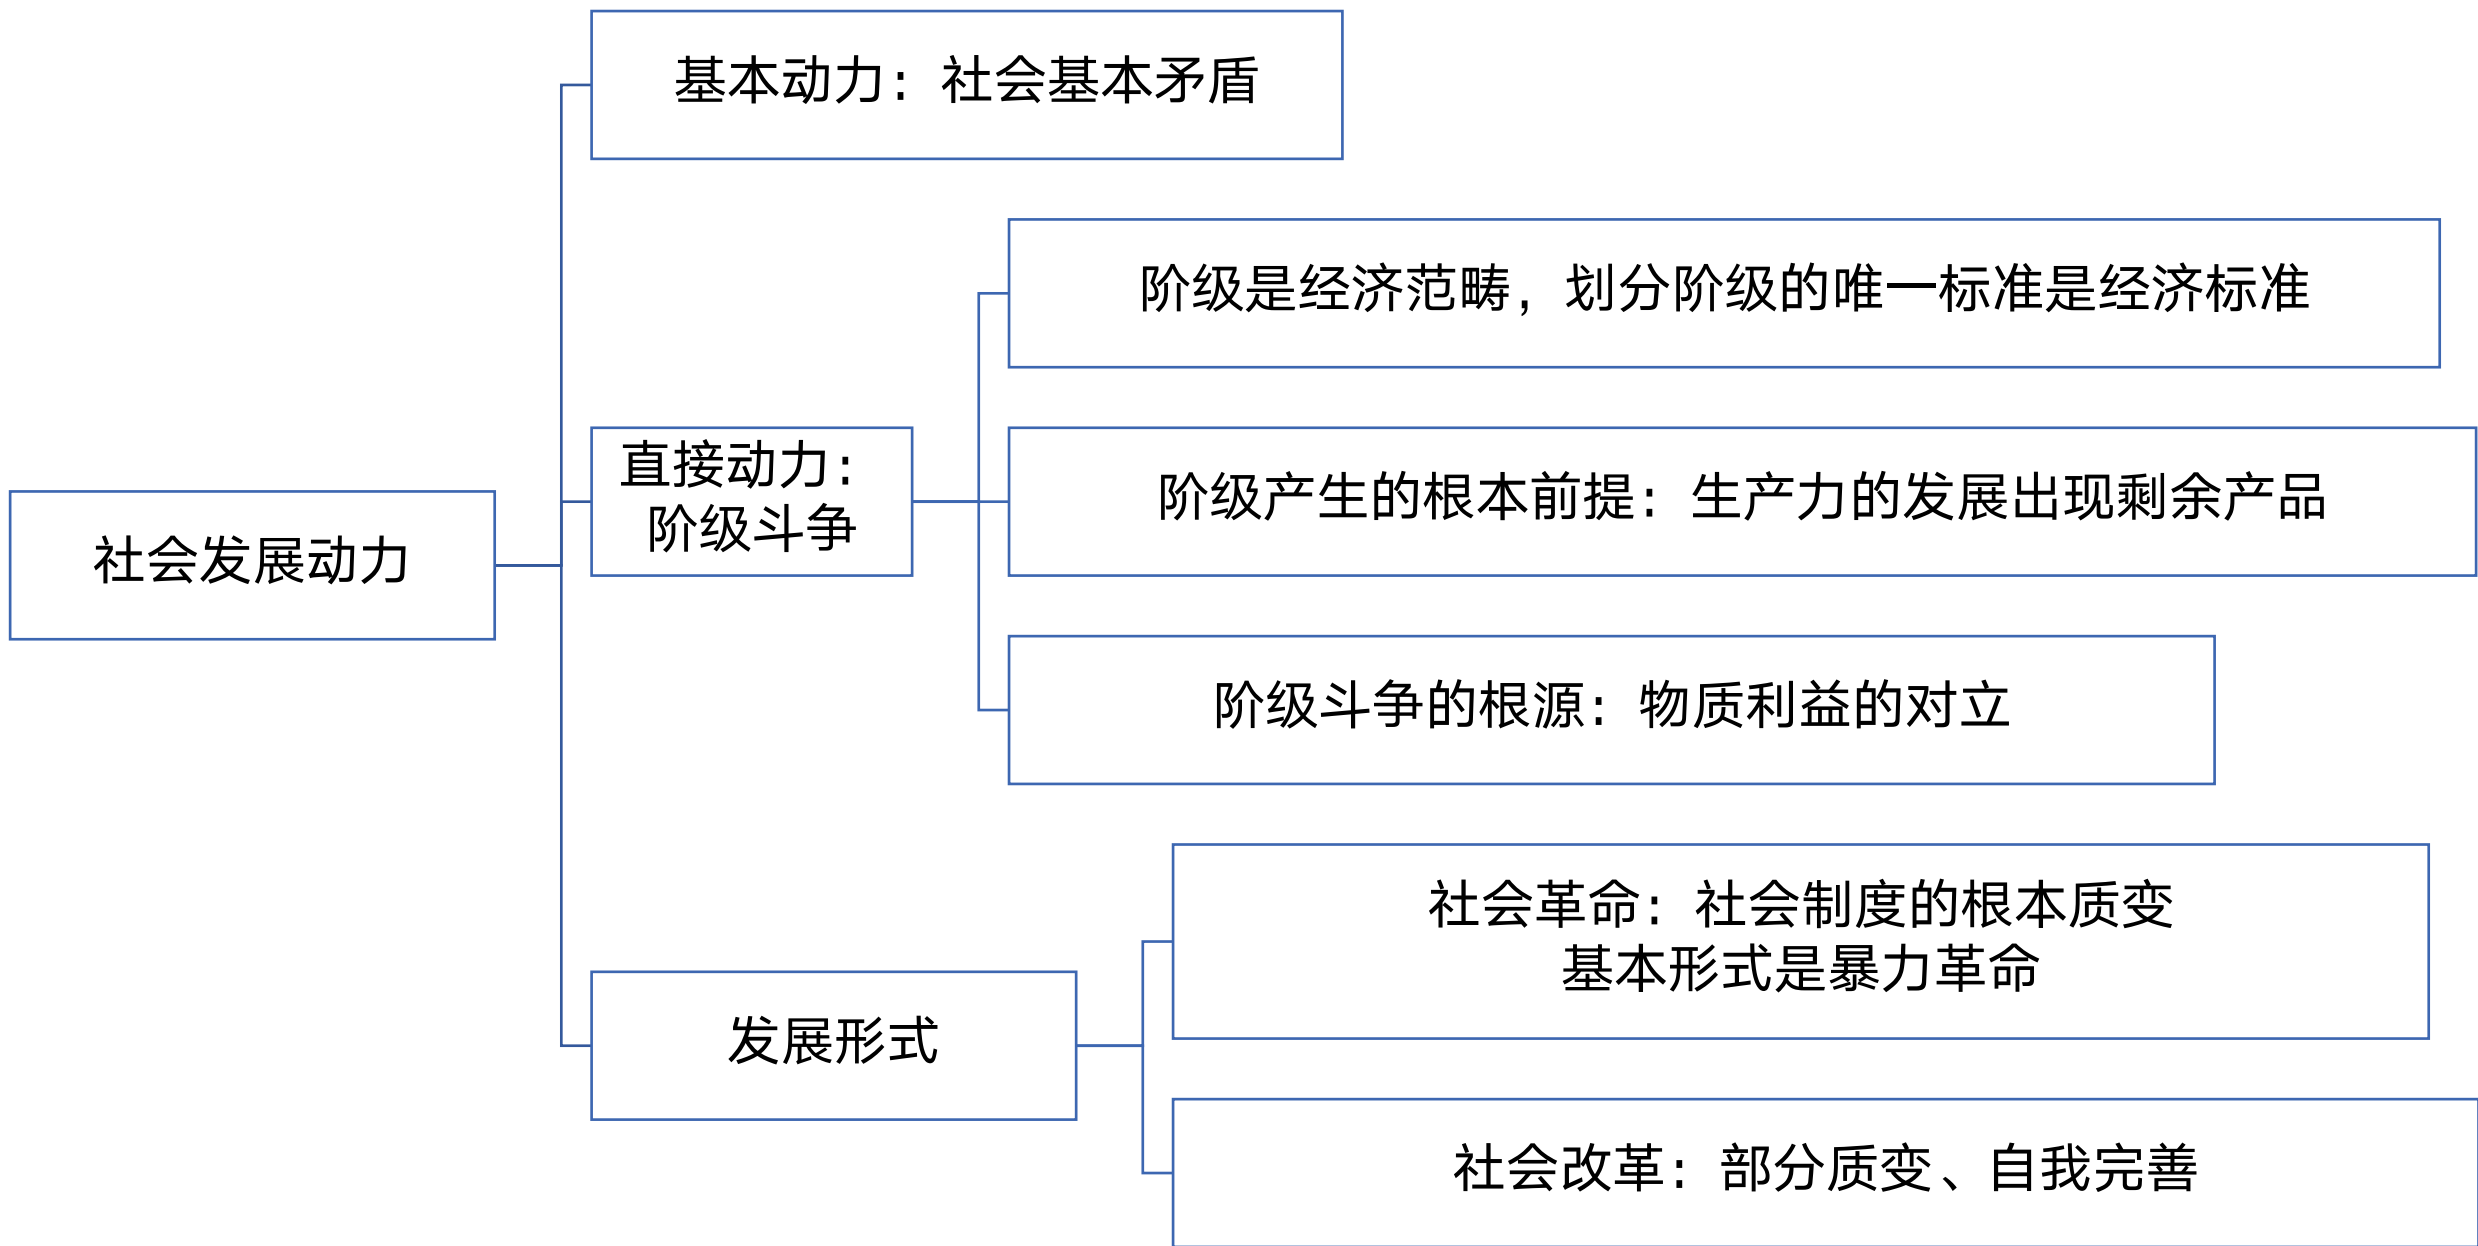 基本动力：社会基本矛盾
阶级是经济范畴，划分阶级的唯一标准是经济标准
直接动力：
阶级斗争
阶级产生的根本前提：生产力的发展出现剩余产品
社会发展动力
阶级斗争的根源：物质利益的对立
社会革命：社会制度的根本质变
基本形式是暴力革命
发展形式
社会改革：部分质变、自我完善